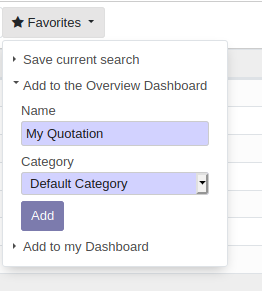 Favorites
Save current search
Add to the Overview Dashboard
Name
My Quotation
Category
Default Category
Add
Add to my Dashboard